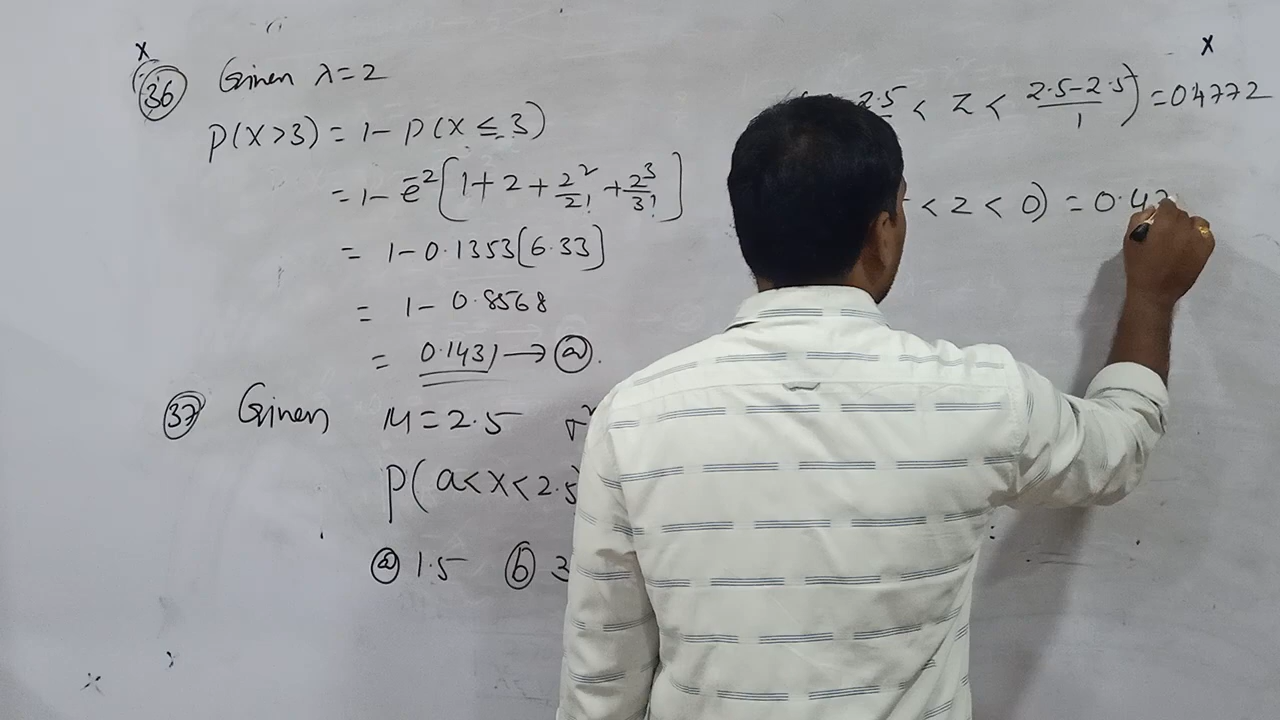 x
36 Given λ=2
P(X>3) = 1 - P(X ≤ 3)
= 1 - e⁻² [1 + 2 + 2²/2! + 2³/3!]
= 1 - 0.1353 [6.33]
= 1 - 0.8568
= 0.1431 → (a).
37 Given μ = 2.5 σ²
P(a<x<2.5)
(a) 1.5 (b) 3
x
2.5 < Z < (2.5-2.5)/1) = 0.4772
< Z < 0) = 0.4